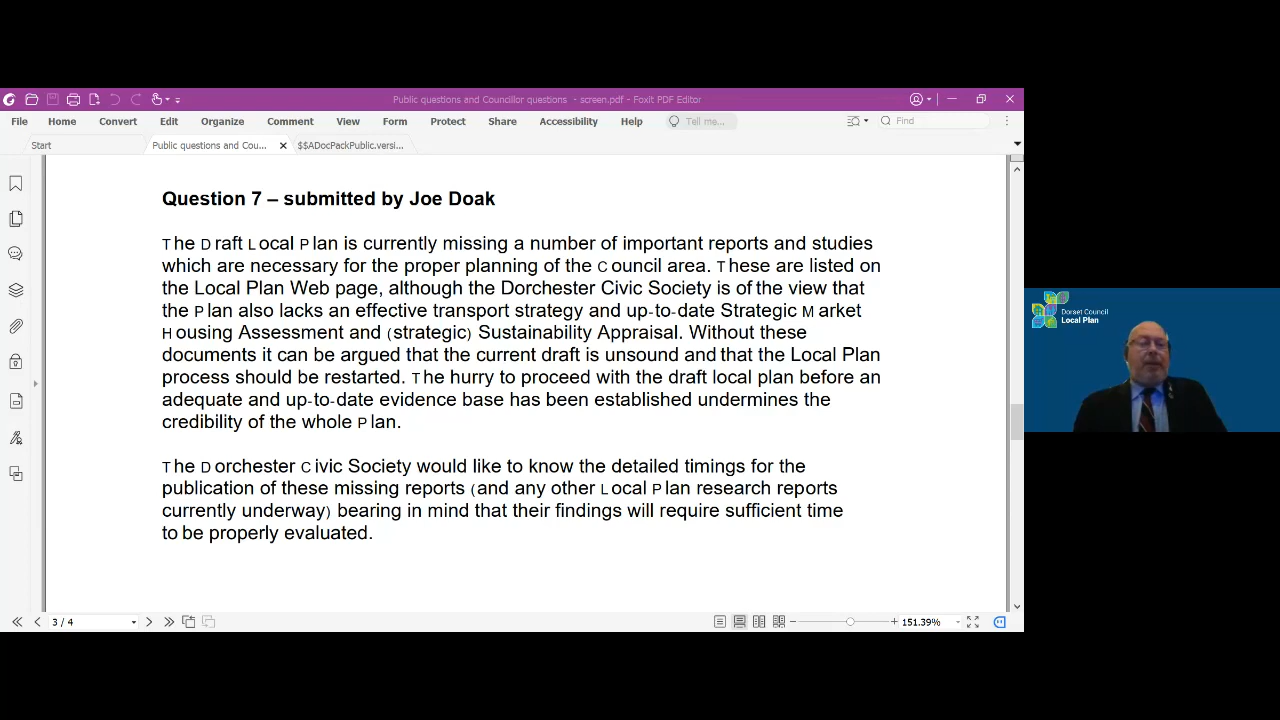 Public questions and Councillor questions - screen.pdf - Foxit PDF Editor
File Home Convert Edit Organize Comment View Form Protect Share Accessibility Help Tell me... Find
Start Public questions and Cou... $$ADocPackPublic.versi...
Question 7 – submitted by Joe Doak
The Draft Local Plan is currently missing a number of important reports and studies
which are necessary for the proper planning of the Council area. These are listed on
the Local Plan Web page, although the Dorchester Civic Society is of the view that
the Plan also lacks an effective transport strategy and up-to-date Strategic Market
Housing Assessment and (strategic) Sustainability Appraisal. Without these
documents it can be argued that the current draft is unsound and that the Local Plan
process should be restarted. The hurry to proceed with the draft local plan before an
adequate and up-to-date evidence base has been established undermines the
credibility of the whole Plan.
The Dorchester Civic Society would like to know the detailed timings for the
publication of these missing reports (and any other Local Plan research reports
currently underway) bearing in mind that their findings will require sufficient time
to be properly evaluated.
3 / 4
151.39%
Dorset Council
Local Plan